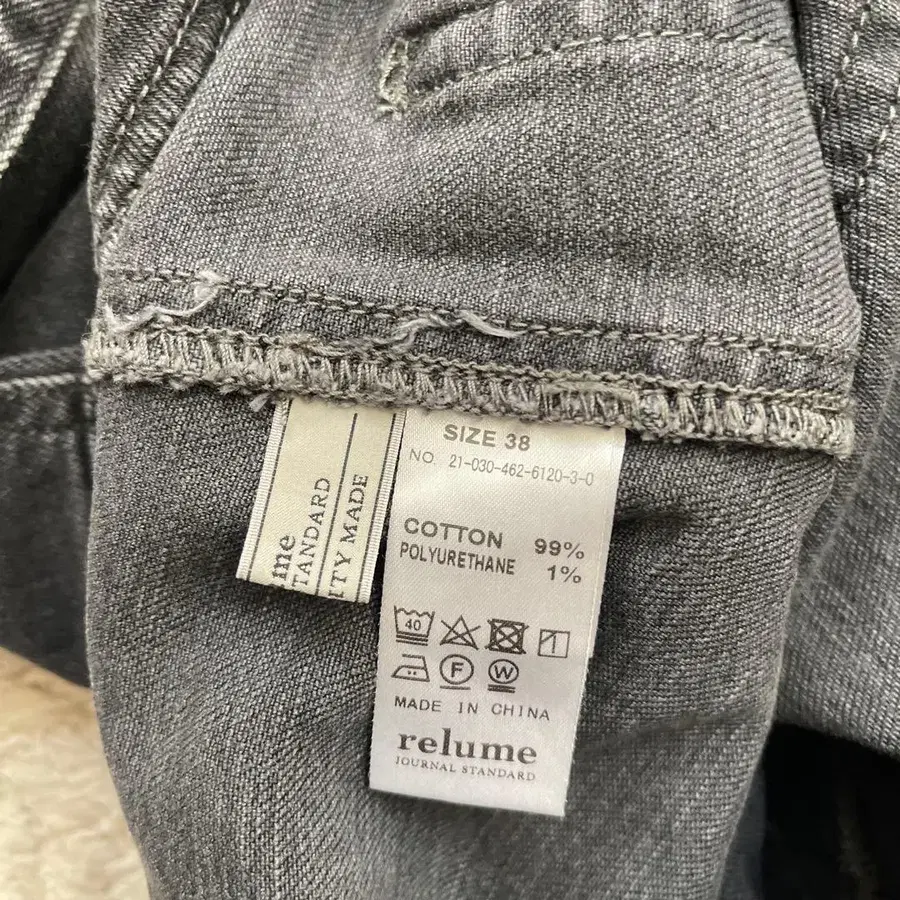 SIZE 38
NO. 21-030-462-6120-3-0
COTTON 99%
POLYURETHANE 1%
40
F W
MADE IN CHINA
relume
JOURNAL STANDARD
ume
TANDARD
ITY MADE